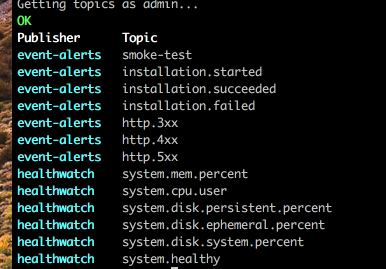 Getting topics as admin...
OK
Publisher Topic
event-alerts smoke-test
event-alerts installation.started
event-alerts installation.succeeded
event-alerts installation.failed
event-alerts http.3xx
event-alerts http.4xx
event-alerts http.5xx
healthwatch system.mem.percent
healthwatch system.cpu.user
healthwatch system.disk.persistent.percent
healthwatch system.disk.ephemeral.percent
healthwatch system.disk.system.percent
healthwatch system.healthy